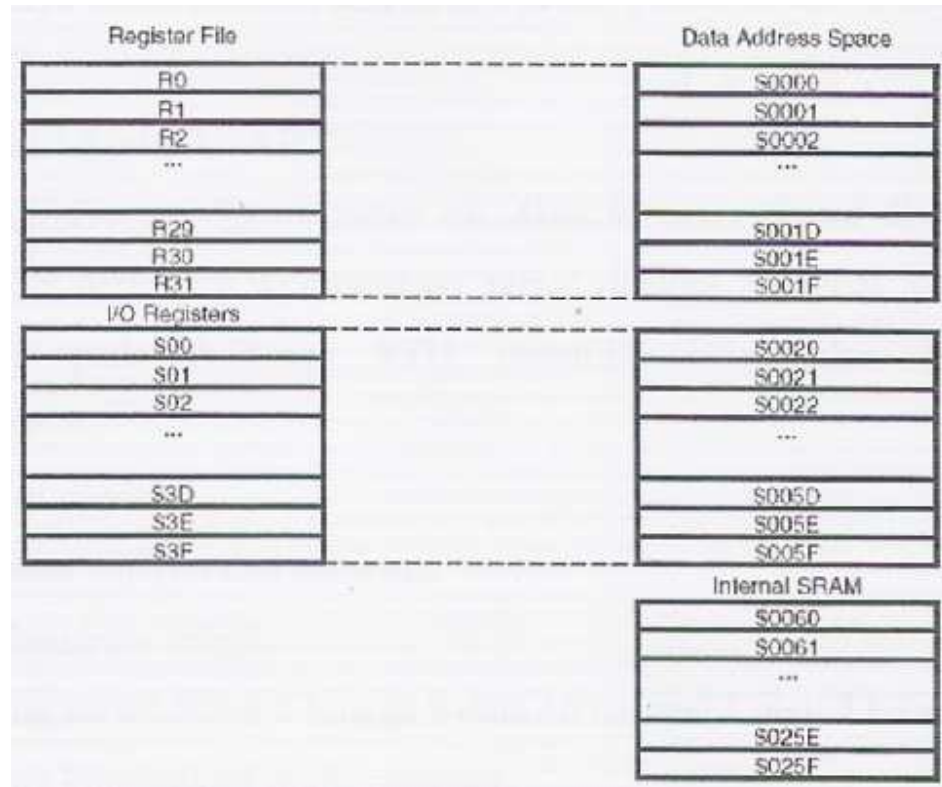 Register File
R0
R1
R2
...
R29
R30
R31
I/O Registers
$00
$01
$02
...
$3D
$3E
$3F
Data Address Space
$0000
$0001
$0002
...
$001D
$001E
$001F
$0020
$0021
$0022
...
$005D
$005E
$005F
Internal SRAM
$0060
$0061
...
$025E
$025F